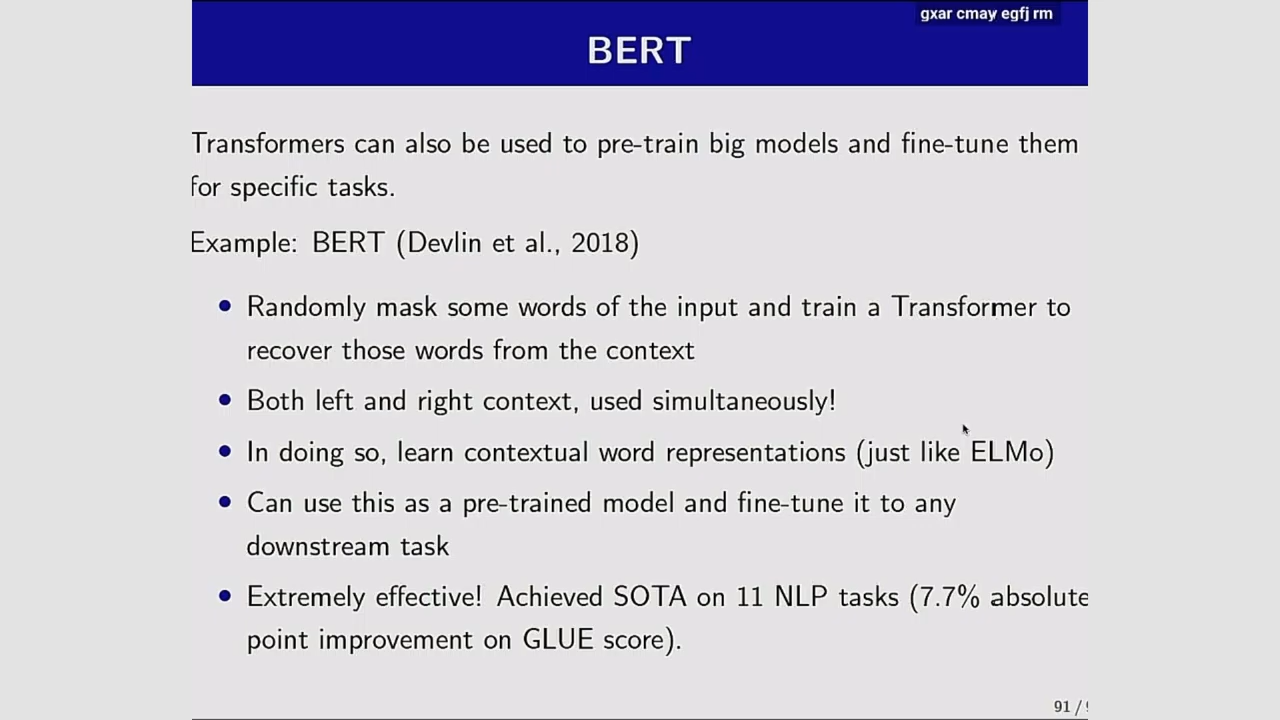 gxar cmay egfj rm
BERT
Transformers can also be used to pre-train big models and fine-tune them
for specific tasks.
Example: BERT (Devlin et al., 2018)
• Randomly mask some words of the input and train a Transformer to
recover those words from the context
• Both left and right context, used simultaneously!
• In doing so, learn contextual word representations (just like ELMo)
• Can use this as a pre-trained model and fine-tune it to any
downstream task
• Extremely effective! Achieved SOTA on 11 NLP tasks (7.7% absolute
point improvement on GLUE score).
91 /